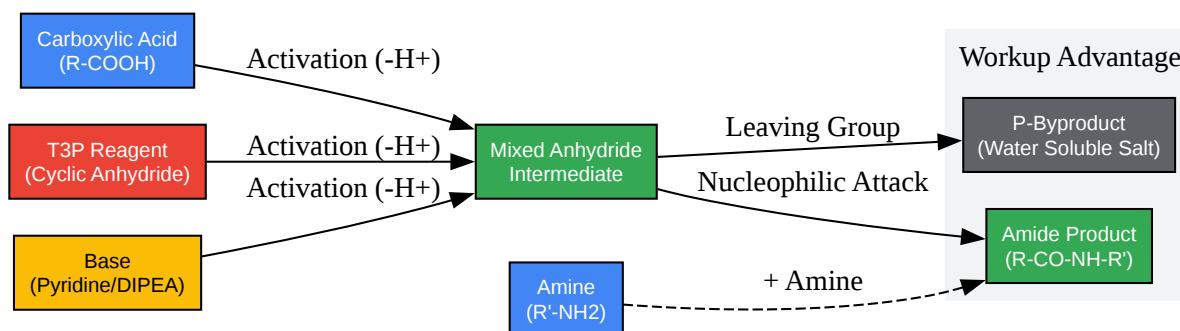 Carboxylic Acid
(R-COOH)
Activation (-H+)
T3P Reagent
(Cyclic Anhydride)
Activation (-H+)
Base
(Pyridine/DIPEA)
Activation (-H+)
Mixed Anhydride
Intermediate
Leaving Group
Nucleophilic Attack
Workup Advantage
P-Byproduct
(Water Soluble Salt)
Amide Product
(R-CO-NH-R')
Amine
(R'-NH2)
+ Amine